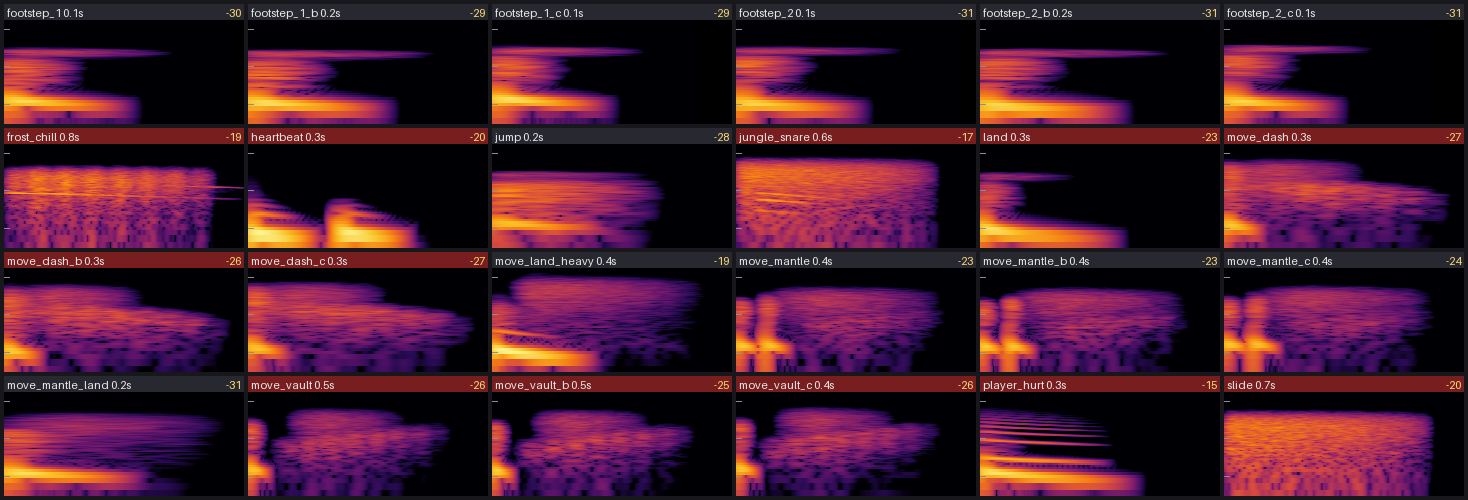 footstep_1 0.1s -30 footstep_1_b 0.2s -29 footstep_1_c 0.1s -29 footstep_2 0.1s -31 footstep_2_b 0.2s -31 footstep_2_c 0.1s -31
frost_chill 0.8s -19 heartbeat 0.3s -20 jump 0.2s -28 jungle_snare 0.6s -17 land 0.3s -23 move_dash 0.3s -27
move_dash_b 0.3s -26 move_dash_c 0.3s -27 move_land_heavy 0.4s -19 move_mantle 0.4s -23 move_mantle_b 0.4s -23 move_mantle_c 0.4s -24
move_mantle_land 0.2s -31 move_vault 0.5s -26 move_vault_b 0.5s -25 move_vault_c 0.4s -26 player_hurt 0.3s -15 slide 0.7s -20